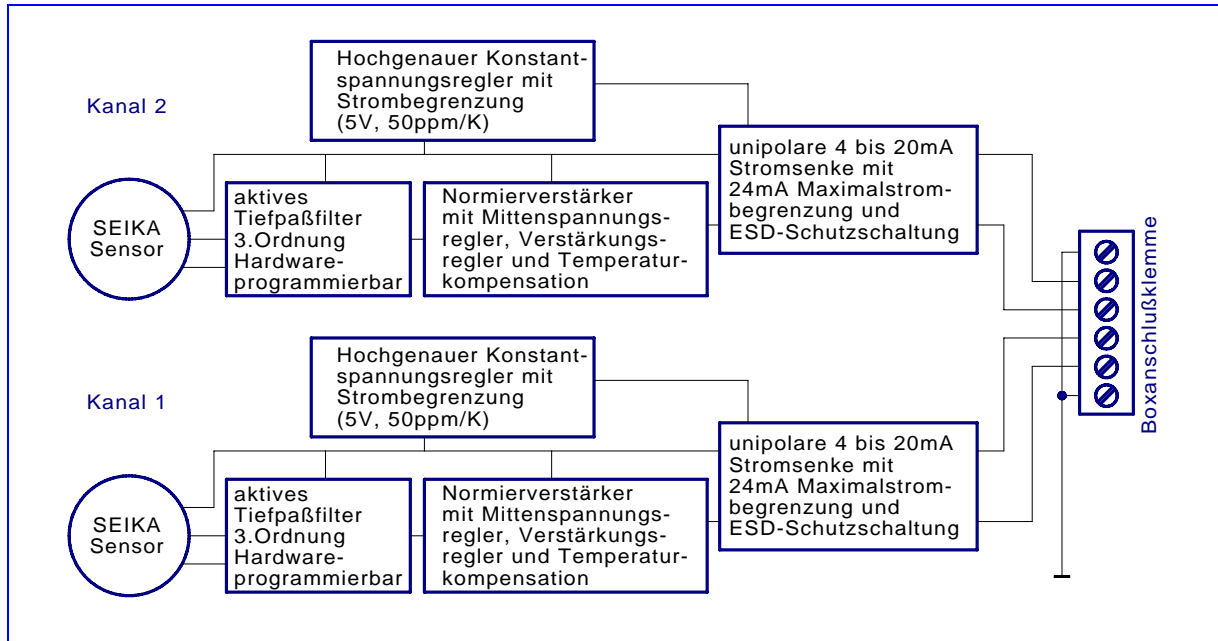 Hochgenauer Konstant-
spannungsregler mit
Strombegrenzung
(5V, 50ppm/K)
Kanal 2
unipolare 4 bis 20mA
Stromsenke mit
24mA Maximalstrom-
begrenzung und
ESD-Schutzschaltung
SEIKA
Sensor
aktives
Tiefpaßfilter
3.Ordnung
Hardware-
programmierbar
Normierverstärker
mit Mittenspannungs-
regler, Verstärkungs-
regler und Temperatur-
kompensation
Boxanschlußklemme
Hochgenauer Konstant-
spannungsregler mit
Strombegrenzung
(5V, 50ppm/K)
Kanal 1
unipolare 4 bis 20mA
Stromsenke mit
24mA Maximalstrom-
begrenzung und
ESD-Schutzschaltung
SEIKA
Sensor
aktives
Tiefpaßfilter
3.Ordnung
Hardware-
programmierbar
Normierverstärker
mit Mittenspannungs-
regler, Verstärkungs-
regler und Temperatur-
kompensation